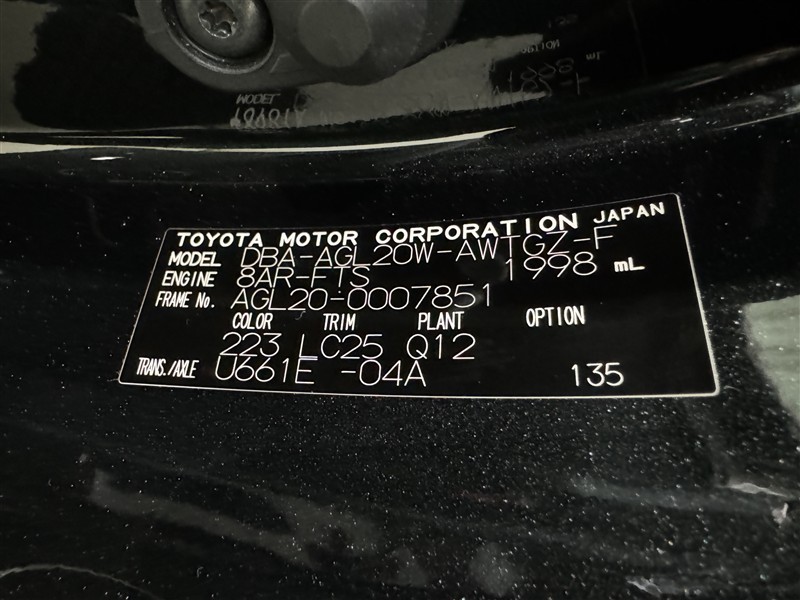 TOYOTA MOTOR CORPORATION JAPAN
MODEL DBA-AGL20W-AWTGZ-F
ENGINE 8AR-FTS 1998 mL
FRAME No. AGL20-0007851
COLOR TRIM PLANT OPTION
223 LC25 Q12
TRANS./AXLE U661E -04A 135